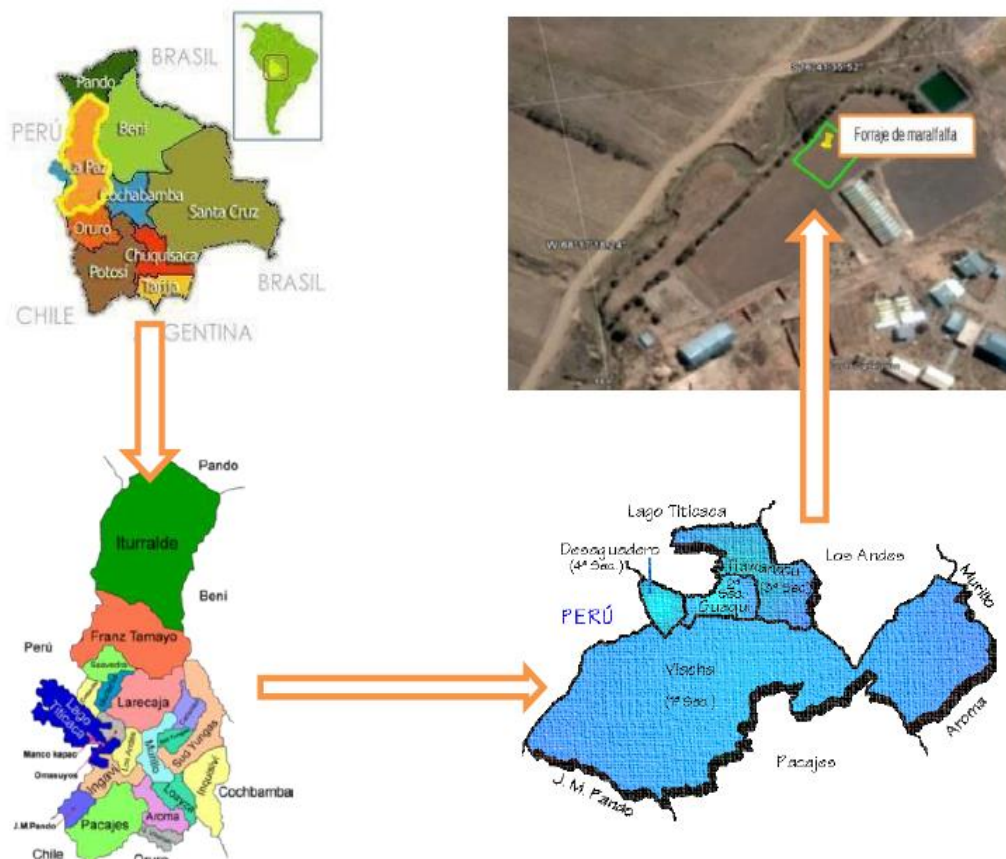 BRASIL
Pando
PERÚ
Beni
La Paz
Cochabamba
Santa Cruz
Oruro
Chuquisaca
Potosí
Tarija
BRASIL
CHILE
ARGENTINA
Forraje de maralfalfa
Pando
Iturralde
Beni
Franz Tamayo
Perú
Saavedra
Larecaja
Lago
Titicaca
Manco kapac
Omasuyos
Los Andes
Murillo
Sud Yungas
Ingavi
Inquisivi
Loayza
Cochbamba
J.M.Pando
Pacajes
Aroma
Chile
Oruro
Lago Titicaca
Desaguadero
(4ª Sec.)
Tiawanacu
(3ª Sec.)
2ª
Sec.
Guaqui
Los Andes
Murillo
PERÚ
Viacha
(1ª Sec.)
Aroma
Pacajes
J. M. Pando